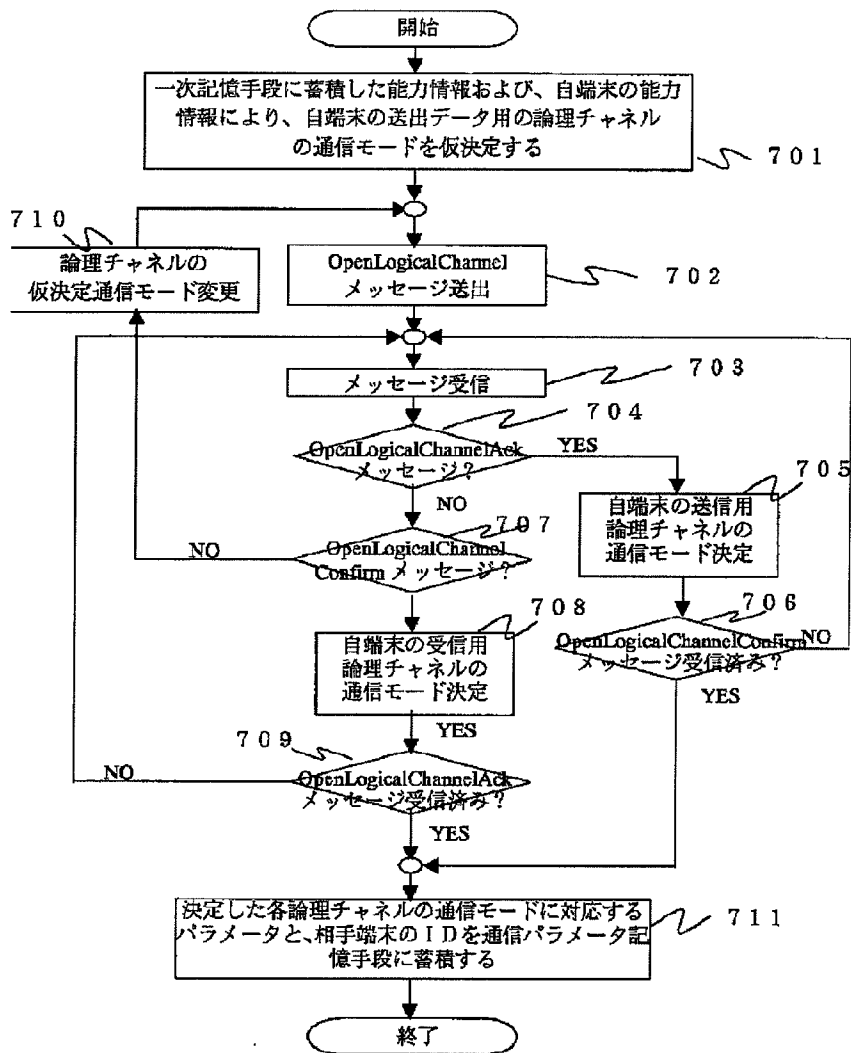 開始
一次記憶手段に蓄積した能力情報および、自端末の能力
情報により、自端末の送出データ用の論理チャネル
の通信モードを仮決定する
701
710
論理チャネルの
仮決定通信モード変更
OpenLogicalChannel
メッセージ送出
702
メッセージ受信
703
704
OpenLogicalChannelAck
メッセージ?
YES
NO
705
自端末の送信用
論理チャネルの
通信モード決定
707
NO
OpenLogicalChannel
Confirm メッセージ?
706
OpenLogicalChannelConfirm
メッセージ受信済み?
NO
YES
708
自端末の受信用
論理チャネルの
通信モード決定
YES
709
NO
OpenLogicalChannelAck
メッセージ受信済み?
YES
決定した各論理チャネルの通信モードに対応する
パラメータと、相手端末のIDを通信パラメータ記
憶手段に蓄積する
711
終了